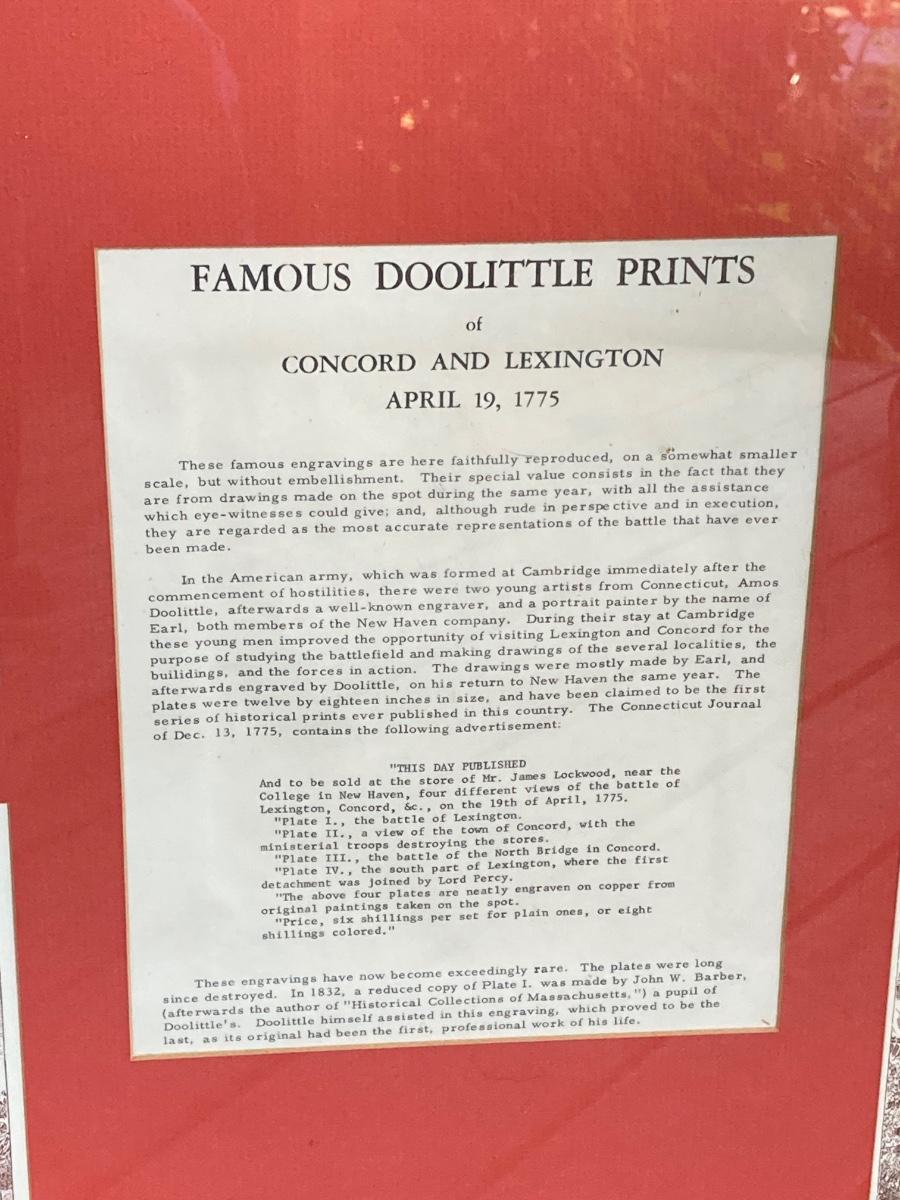 FAMOUS DOOLITTLE PRINTS
of
CONCORD AND LEXINGTON
APRIL 19, 1775
These famous engravings are here faithfully reproduced, on a somewhat smaller
scale, but without embellishment. Their special value consists in the fact that they
are from drawings made on the spot during the same year, with all the assistance
which eye-witnesses could give; and, although rude in perspective and in execution,
they are regarded as the most accurate representations of the battle that have ever
been made.
In the American army, which was formed at Cambridge immediately after the
commencement of hostilities, there were two young artists from Connecticut, Amos
Doolittle, afterwards a well-known engraver, and a portrait painter by the name of
Earl, both members of the New Haven company. During their stay at Cambridge
these young men improved the opportunity of visiting Lexington and Concord for the
purpose of studying the battlefield and making drawings of the several localities, the
builidings, and the forces in action. The drawings were mostly made by Earl, and
afterwards engraved by Doolittle, on his return to New Haven the same year. The
plates were twelve by eighteen inches in size, and have been claimed to be the first
series of historical prints ever published in this country. The Connecticut Journal
of Dec. 13, 1775, contains the following advertisement:
"THIS DAY PUBLISHED
And to be sold at the store of Mr. James Lockwood, near the
College in New Haven, four different views of the battle of
Lexington, Concord, &c., on the 19th of April, 1775.
"Plate I., the battle of Lexington.
"Plate II., a view of the town of Concord, with the
ministerial troops destroying the stores.
"Plate III., the battle of the North Bridge in Concord.
"Plate IV., the south part of Lexington, where the first
detachment was joined by Lord Percy.
"The above four plates are neatly engraven on copper from
original paintings taken on the spot.
"Price, six shillings per set for plain ones, or eight
shillings colored."
These engravings have now become exceedingly rare. The plates were long
since destroyed. In 1832, a reduced copy of Plate I. was made by John W. Barber,
(afterwards the author of "Historical Collections of Massachusetts,") a pupil of
Doolittle's. Doolittle himself assisted in this engraving, which proved to be the
last, as its original had been the first, professional work of his life.